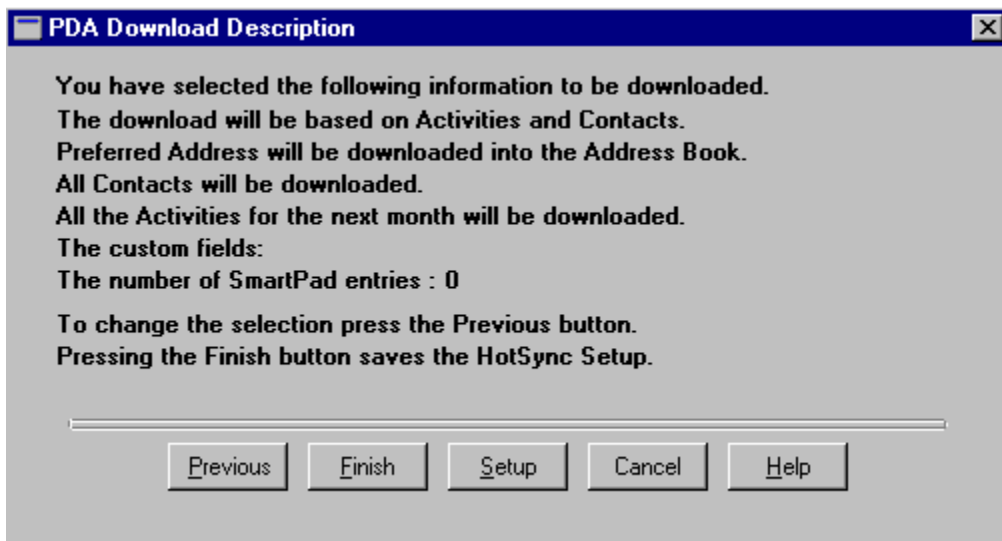 PDA Download Description
You have selected the following information to be downloaded.
The download will be based on Activities and Contacts.
Preferred Address will be downloaded into the Address Book.
All Contacts will be downloaded.
All the Activities for the next month will be downloaded.
The custom fields:
The number of SmartPad entries : 0
To change the selection press the Previous button.
Pressing the Finish button saves the HotSync Setup.
Previous Finish Setup Cancel Help